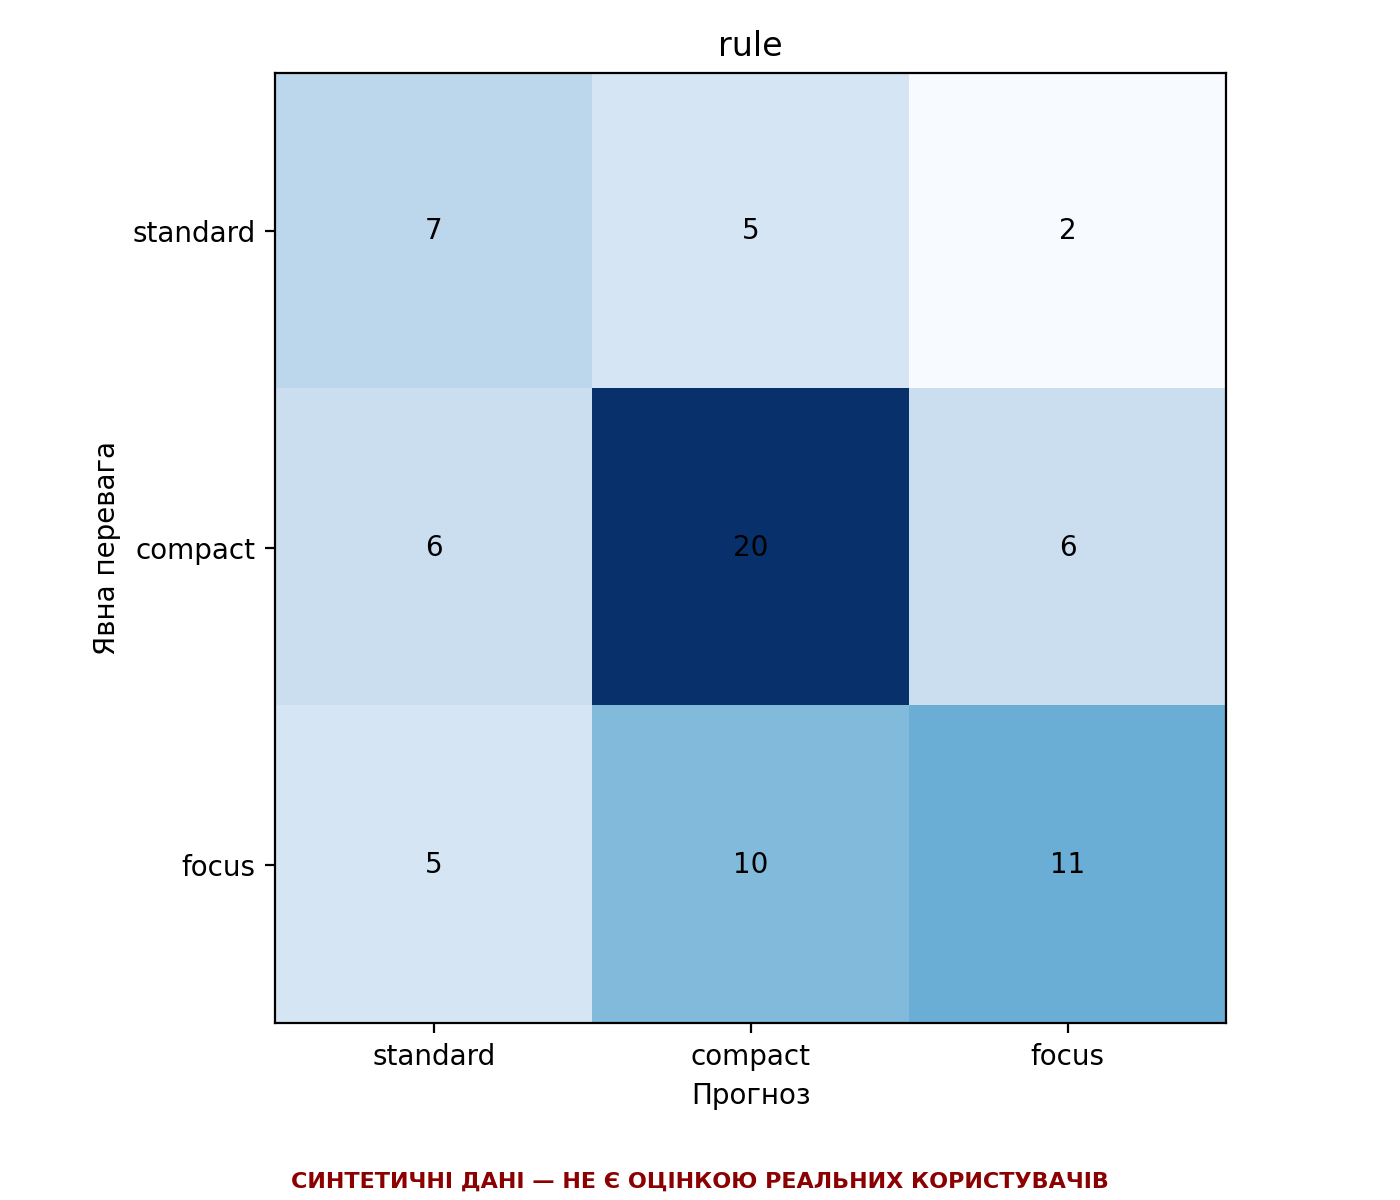 rule
standard
7 5 2
Явна перевага
compact
6 20 6
focus
5 10 11
standard compact focus
Прогноз
СИНТЕТИЧНІ ДАНІ — НЕ Є ОЦІНКОЮ РЕАЛЬНИХ КОРИСТУВАЧІВ